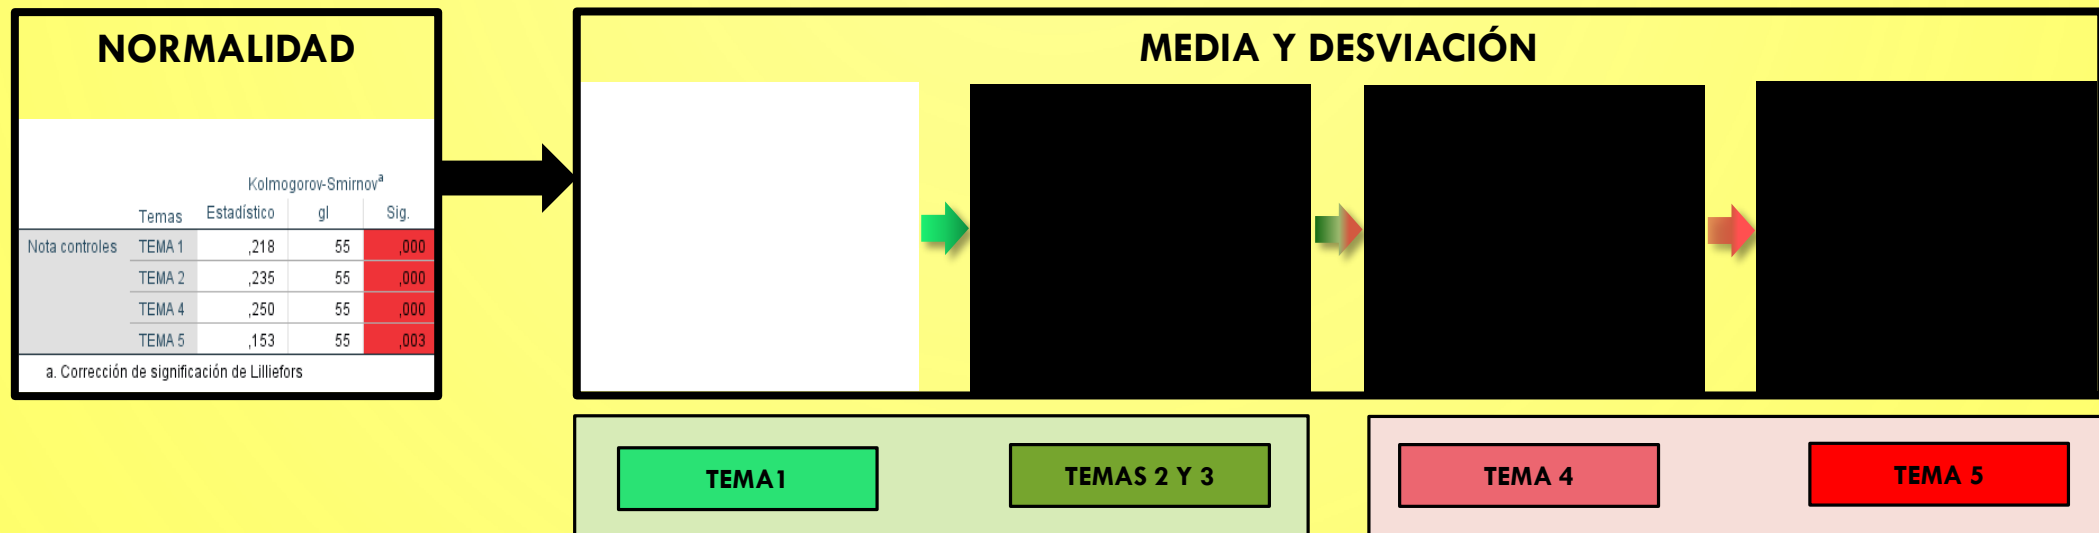 NORMALIDAD
Kolmogorov-Smirnovª
Temas Estadístico gl Sig.
Nota controles TEMA 1 ,218 55 ,000
TEMA 2 ,235 55 ,000
TEMA 4 ,250 55 ,000
TEMA 5 ,153 55 ,003
a. Corrección de significación de Lilliefors
MEDIA Y DESVIACIÓN
TEMA1
TEMAS 2 Y 3
TEMA 4
TEMA 5